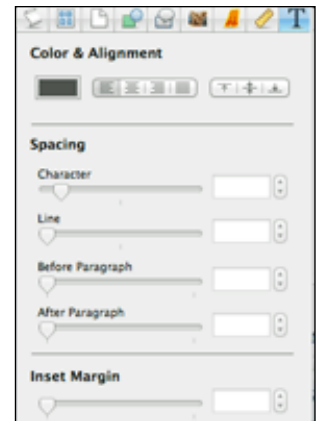 T
Color & Alignment
Spacing
Character
Line
Before Paragraph
After Paragraph
Inset Margin